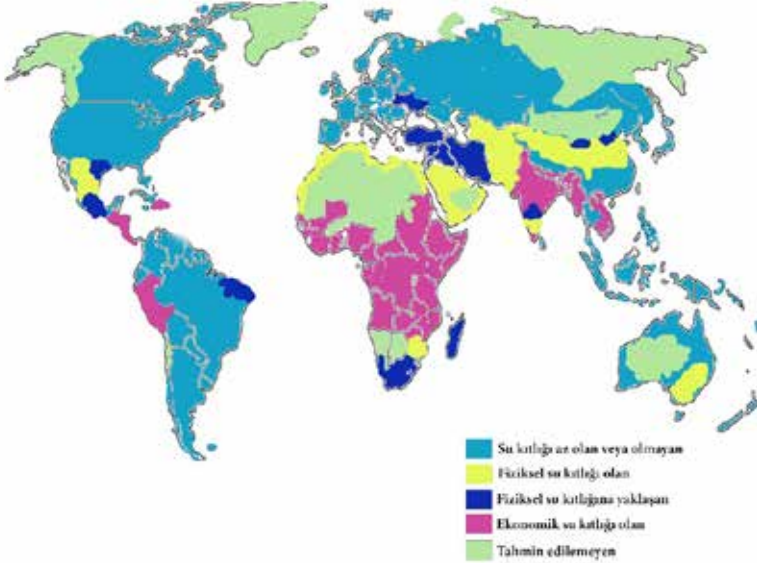 Su kıtlığı az olan veya olmayan
Fiziksel su kıtlığı olan
Fiziksel su kıtlığına yaklaşan
Ekonomik su kıtlığı olan
Tahmin edilemeyen